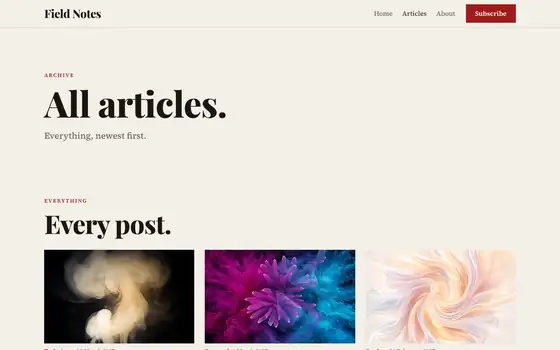 Field Notes
Home Articles About Subscribe
ARCHIVE
All articles.
Everything, newest first.
EVERYTHING
Every post.